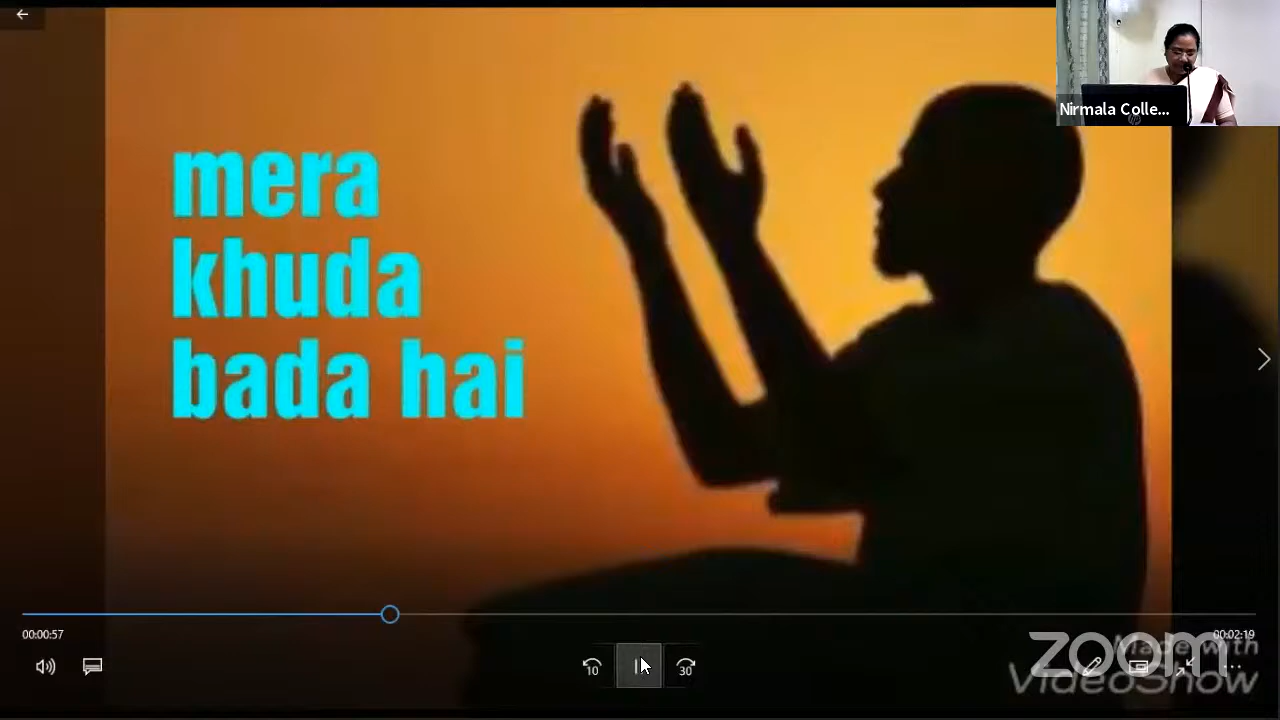 Nirmala Colle...
mera
khuda
bada hai
00:00:57
00:02:19
10
30
zoom
Made with
VideoShow